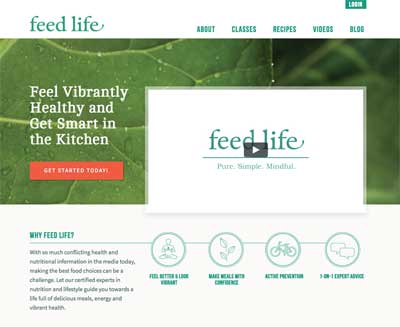 LOGIN
feed life
ABOUT CLASSES RECIPES VIDEOS BLOG
Feel Vibrantly
Healthy and
Get Smart in
the Kitchen
GET STARTED TODAY!
feed life
Pure. Simple. Mindful.
WHY FEED LIFE?
With so much conflicting health and
nutritional information in the media today,
making the best food choices can be a
challenge. Let our certified experts in
nutrition and lifestyle guide you towards a
life full of delicious meals, energy and
vibrant health.
FEEL BETTER & LOOK
VIBRANT
MAKE MEALS WITH
CONFIDENCE
ACTIVE PREVENTION
1-ON-1 EXPERT ADVICE